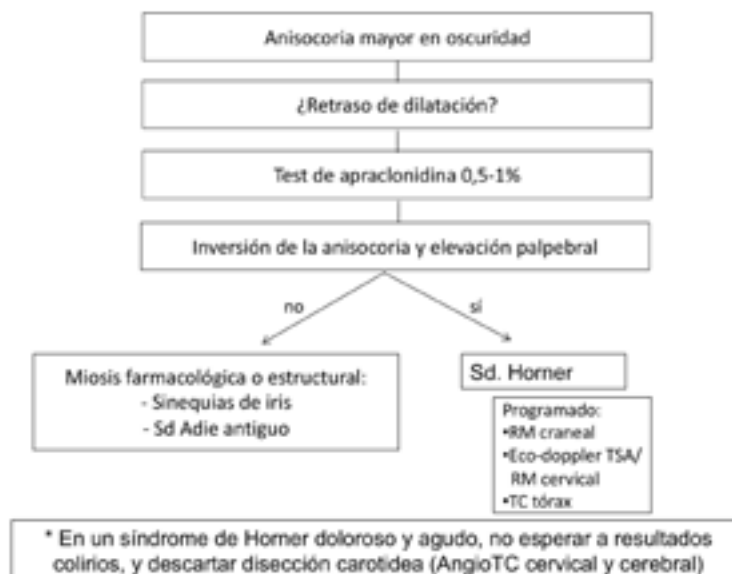 Anisocoria mayor en oscuridad
¿Retraso de dilatación?
Test de apraclonidina 0,5-1%
Inversión de la anisocoria y elevación palpebral
no
sí
Miosis farmacológica o estructural:
- Sinequias de iris
- Sd Adie antiguo
Sd. Horner
Programado:
•RM craneal
•Eco-doppler TSA/
RM cervical
•TC tórax
* En un síndrome de Horner doloroso y agudo, no esperar a resultados
colirios, y descartar disección carotidea (AngioTC cervical y cerebral)